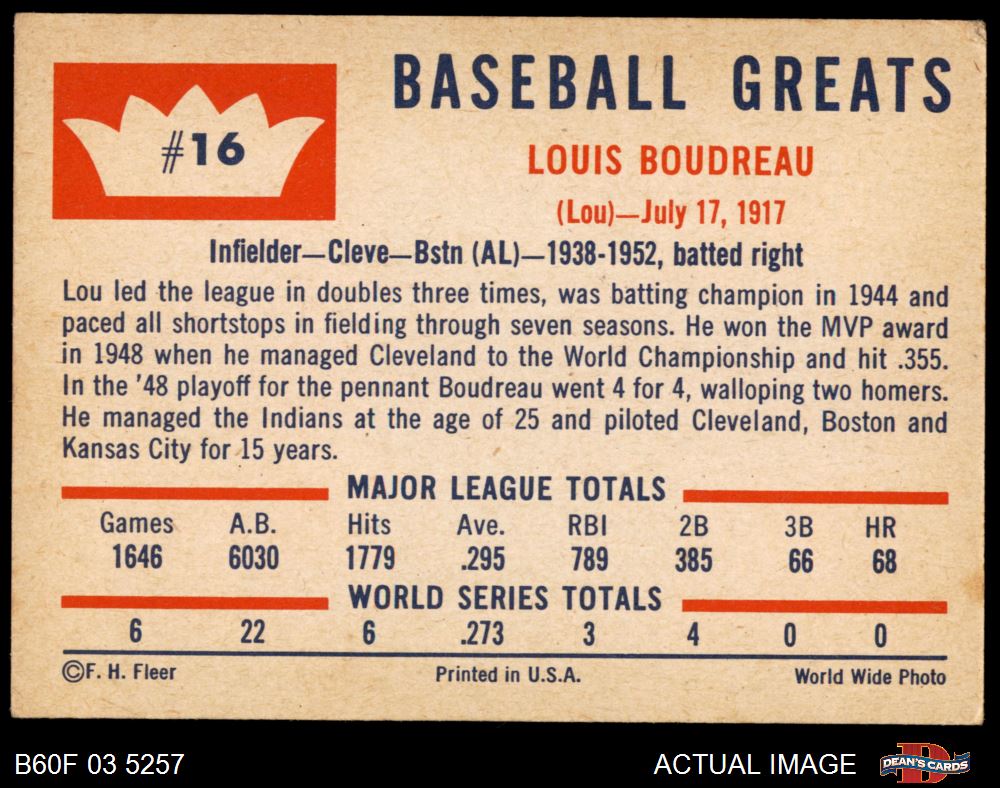 #16
BASEBALL GREATS
LOUIS BOUDREAU
(Lu)—July 17, 1917
Infielder—Cleve—Bstn (AL)—1938-1952, batted right
Lou led the league in doubles three times, was batting champion in 1944 and
paced all shortstops in fielding through seven seasons. He won the MVP award
in 1948 when he managed Cleveland to the World Championship and hit .355.
In the '48 playoff for the pennant Boudreau went 4 for 4, walloping two homers.
He managed the Indians at the age of 25 and piloted Cleveland, Boston and
Kansas City for 15 years.
MAJOR LEAGUE TOTALS
Games A.B. Hits Ave. RBI 2B 3B HR
1646 6030 1779 .295 789 385 66 68
WORLD SERIES TOTALS
6 22 6 .273 3 4 0 0
©F. H. Fleer Printed in U.S.A. World Wide Photo
B60F 03 5257 ACTUAL IMAGE D DEAN'S CARDS